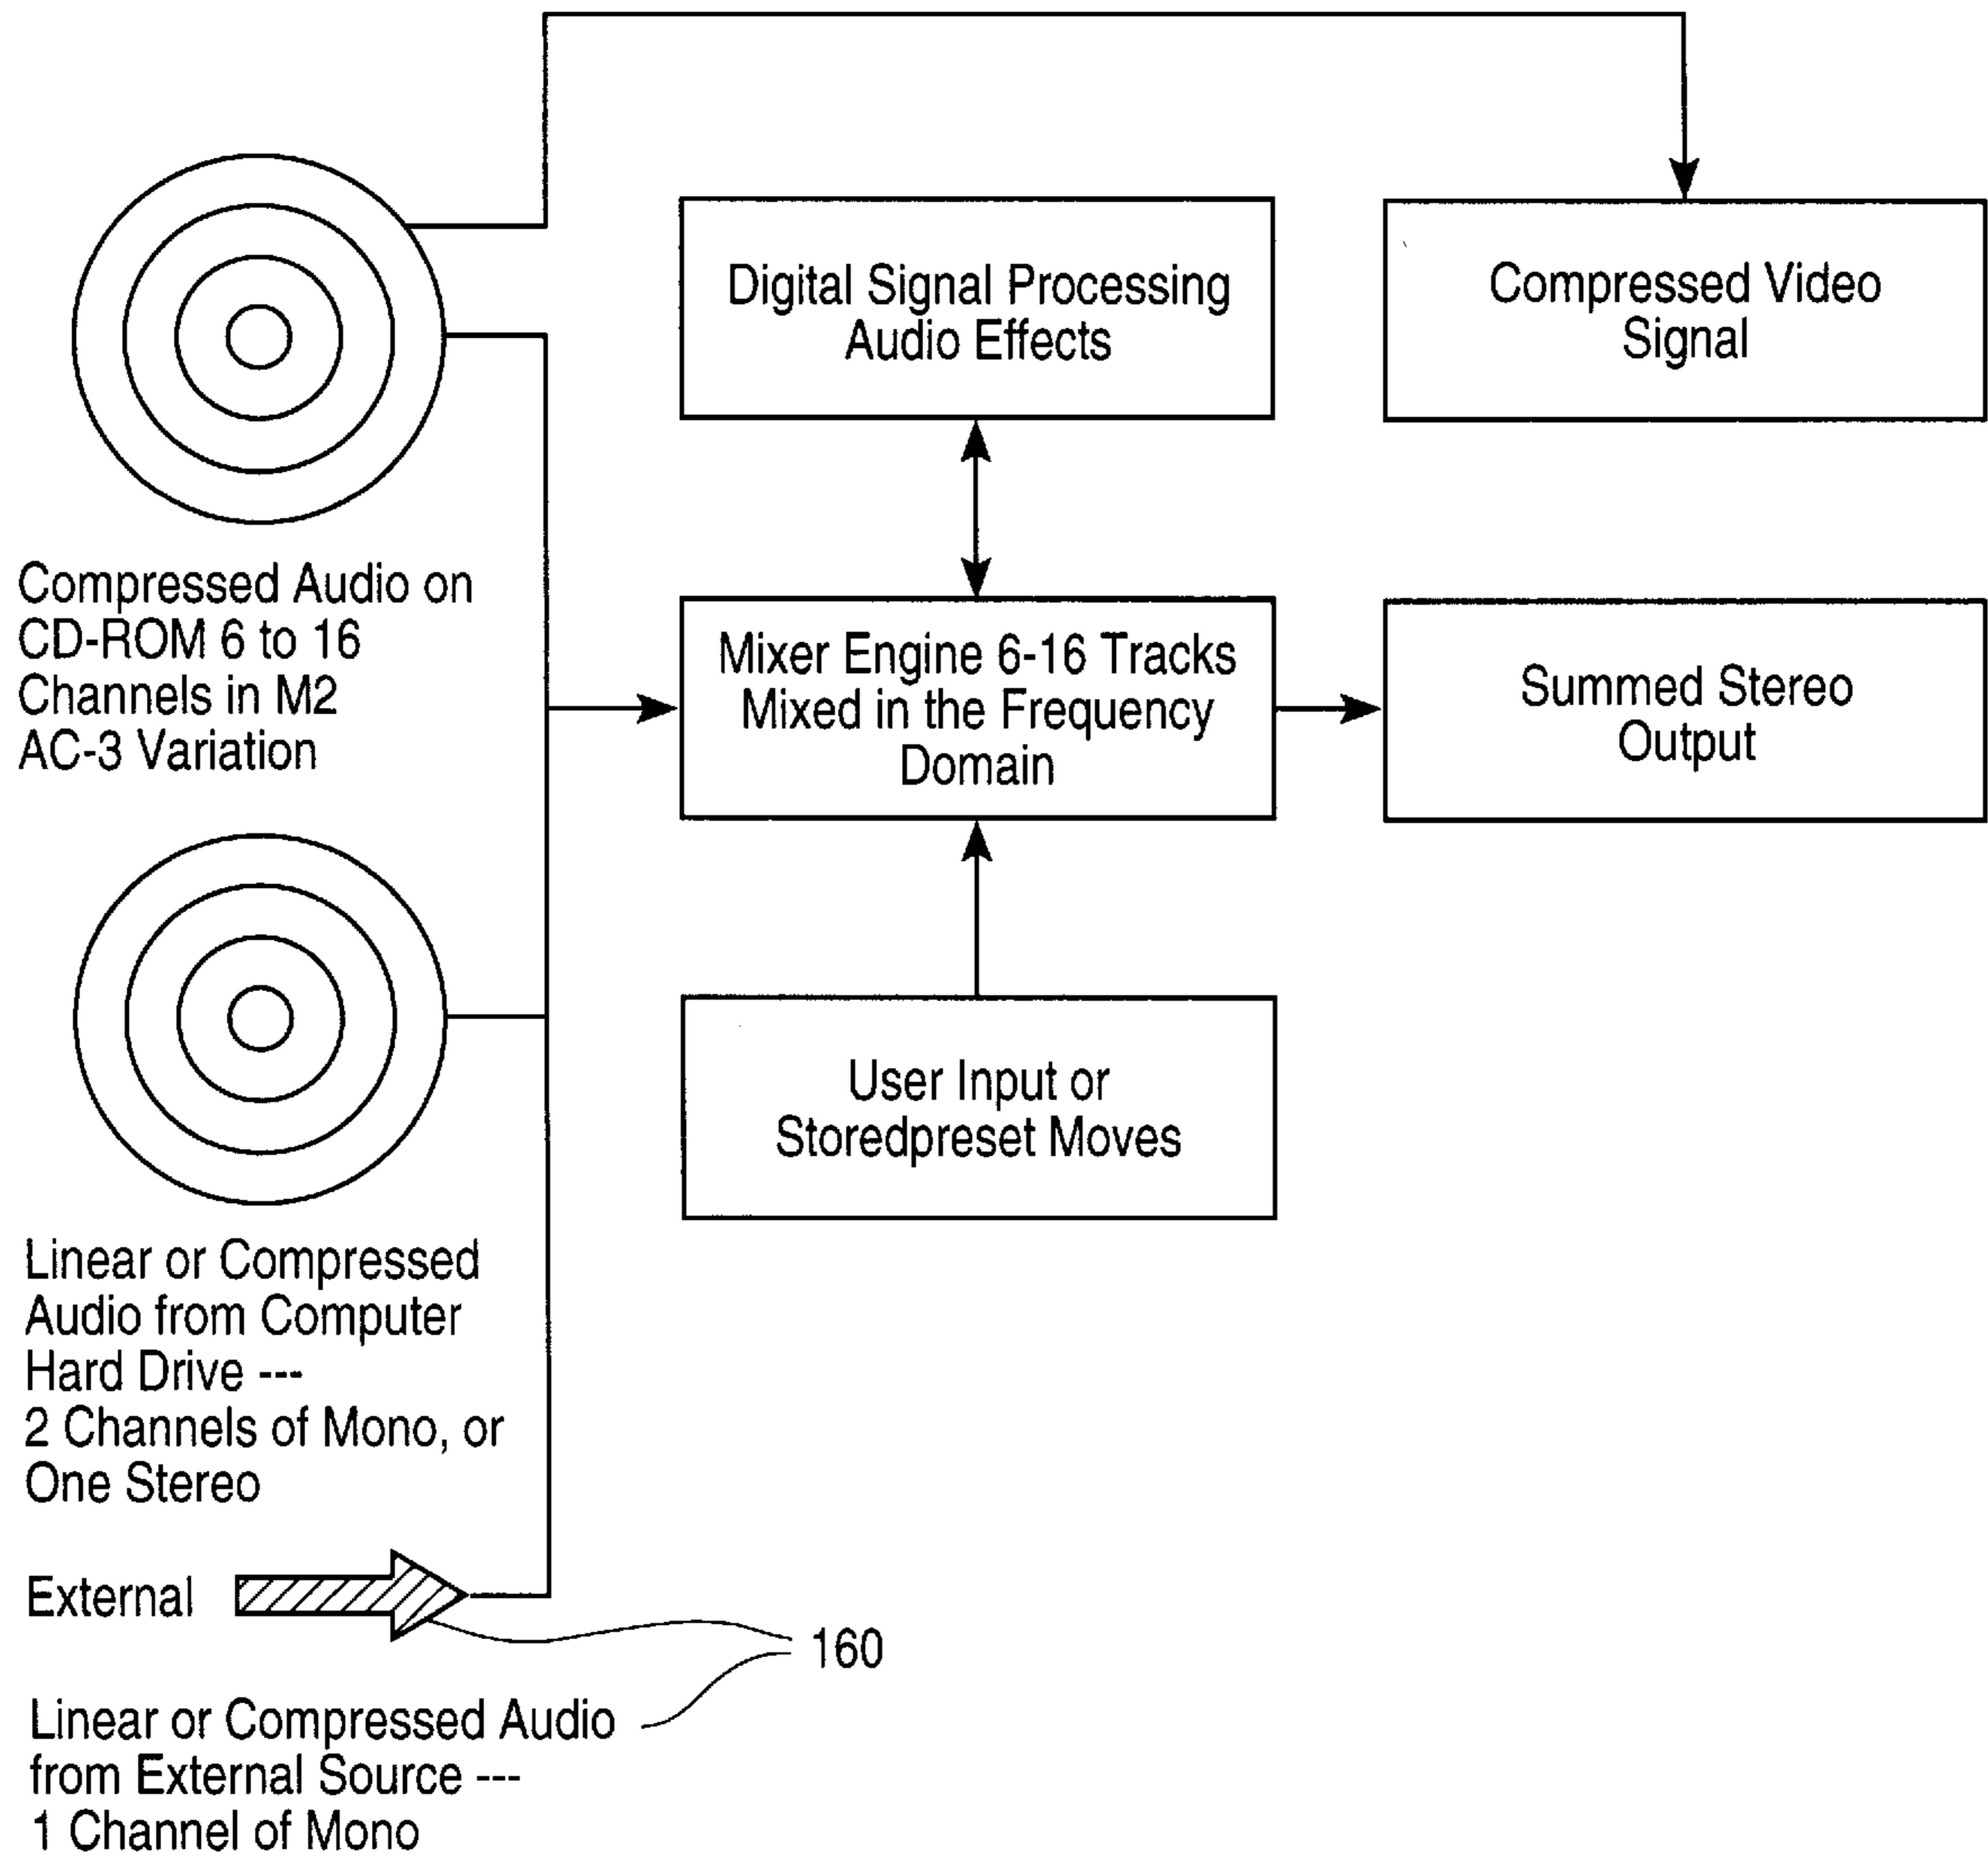 Digital Signal Processing
Audio Effects
Compressed Video
Signal
Compressed Audio on
CD-ROM 6 to 16
Channels in M2
AC-3 Variation
Mixer Engine 6-16 Tracks
Mixed in the Frequency
Domain
Summed Stereo
Output
User Input or
Storedpreset Moves
Linear or Compressed
Audio from Computer
Hard Drive ---
2 Channels of Mono, or
One Stereo
External
160
Linear or Compressed Audio
from External Source ---
1 Channel of Mono